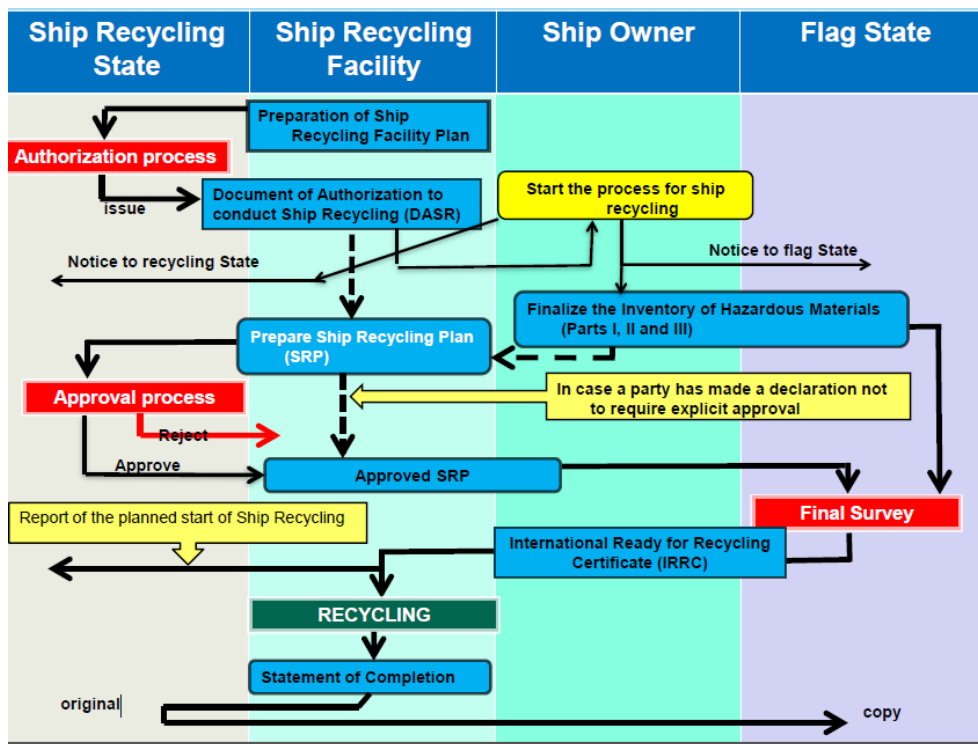 Ship Recycling
State
Ship Recycling
Facility
Ship Owner
Flag State
Preparation of Ship
Recycling Facility Plan
Authorization process
issue
Document of Authorization to
conduct Ship Recycling (DASR)
Start the process for ship
recycling
Notice to recycling State
Notice to flag State
Finalize the Inventory of Hazardous Materials
(Parts I, II and III)
Prepare Ship Recycling Plan
(SRP)
Approval process
In case a party has made a declaration not
to require explicit approval
Reject
Approve
Approved SRP
Report of the planned start of Ship Recycling
Final Survey
International Ready for Recycling
Certificate (IRRC)
RECYCLING
Statement of Completion
original
copy